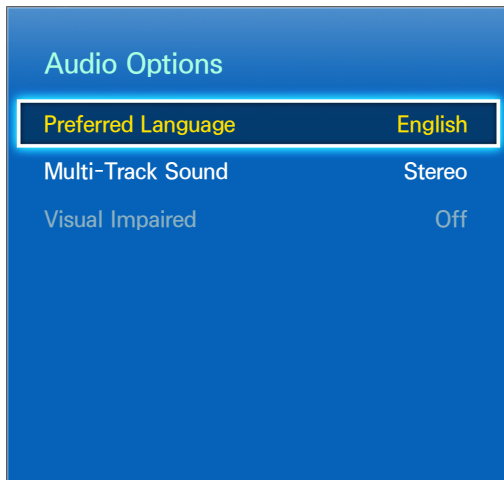 Audio Options
Preferred Language English
Multi-Track Sound Stereo
Visual Impaired Off